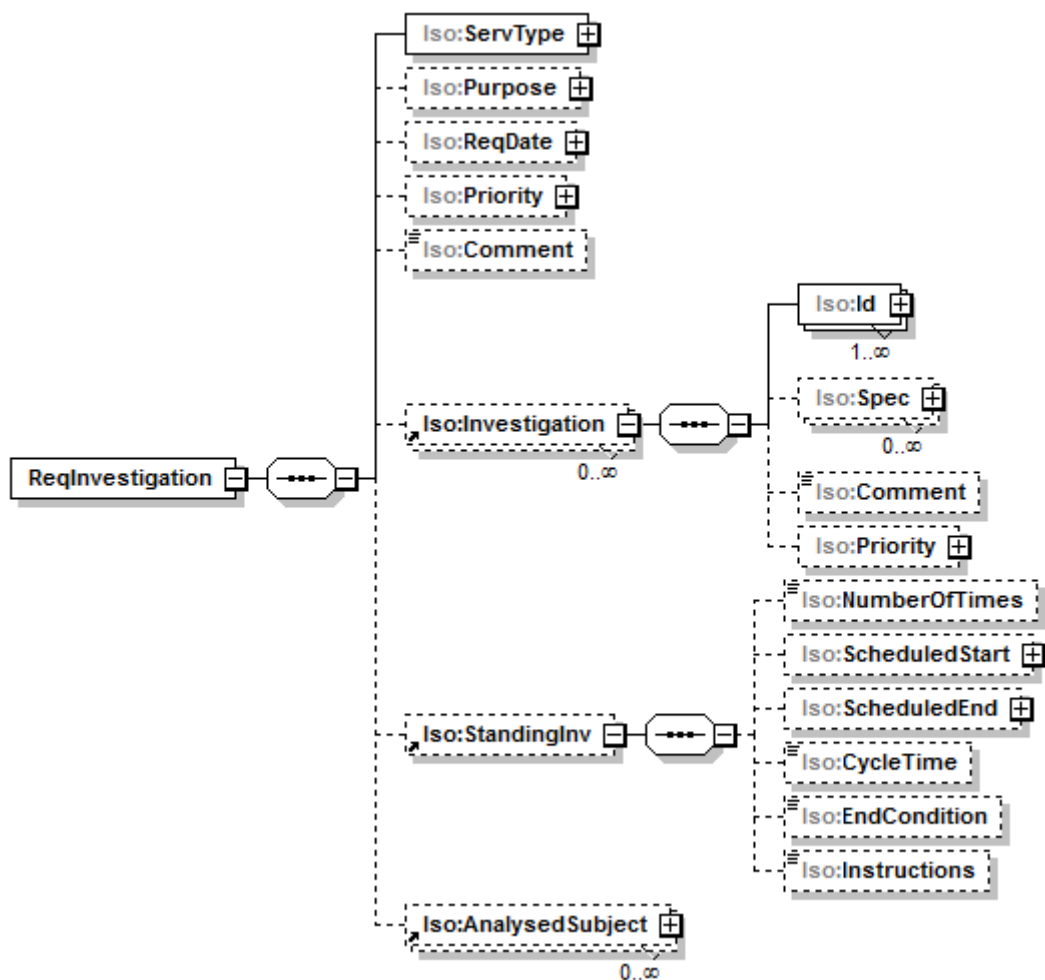 Iso:ServType
Iso:Purpose
Iso:ReqDate
Iso:Priority
Iso:Comment
Iso:Id
1..∞
Iso:Spec
0..∞
Iso:Investigation
0..∞
ReqInvestigation
Iso:Comment
Iso:Priority
Iso:NumberOfTimes
Iso:ScheduledStart
Iso:ScheduledEnd
Iso:StandingInv
Iso:CycleTime
Iso:EndCondition
Iso:Instructions
Iso:AnalysedSubject
0..∞